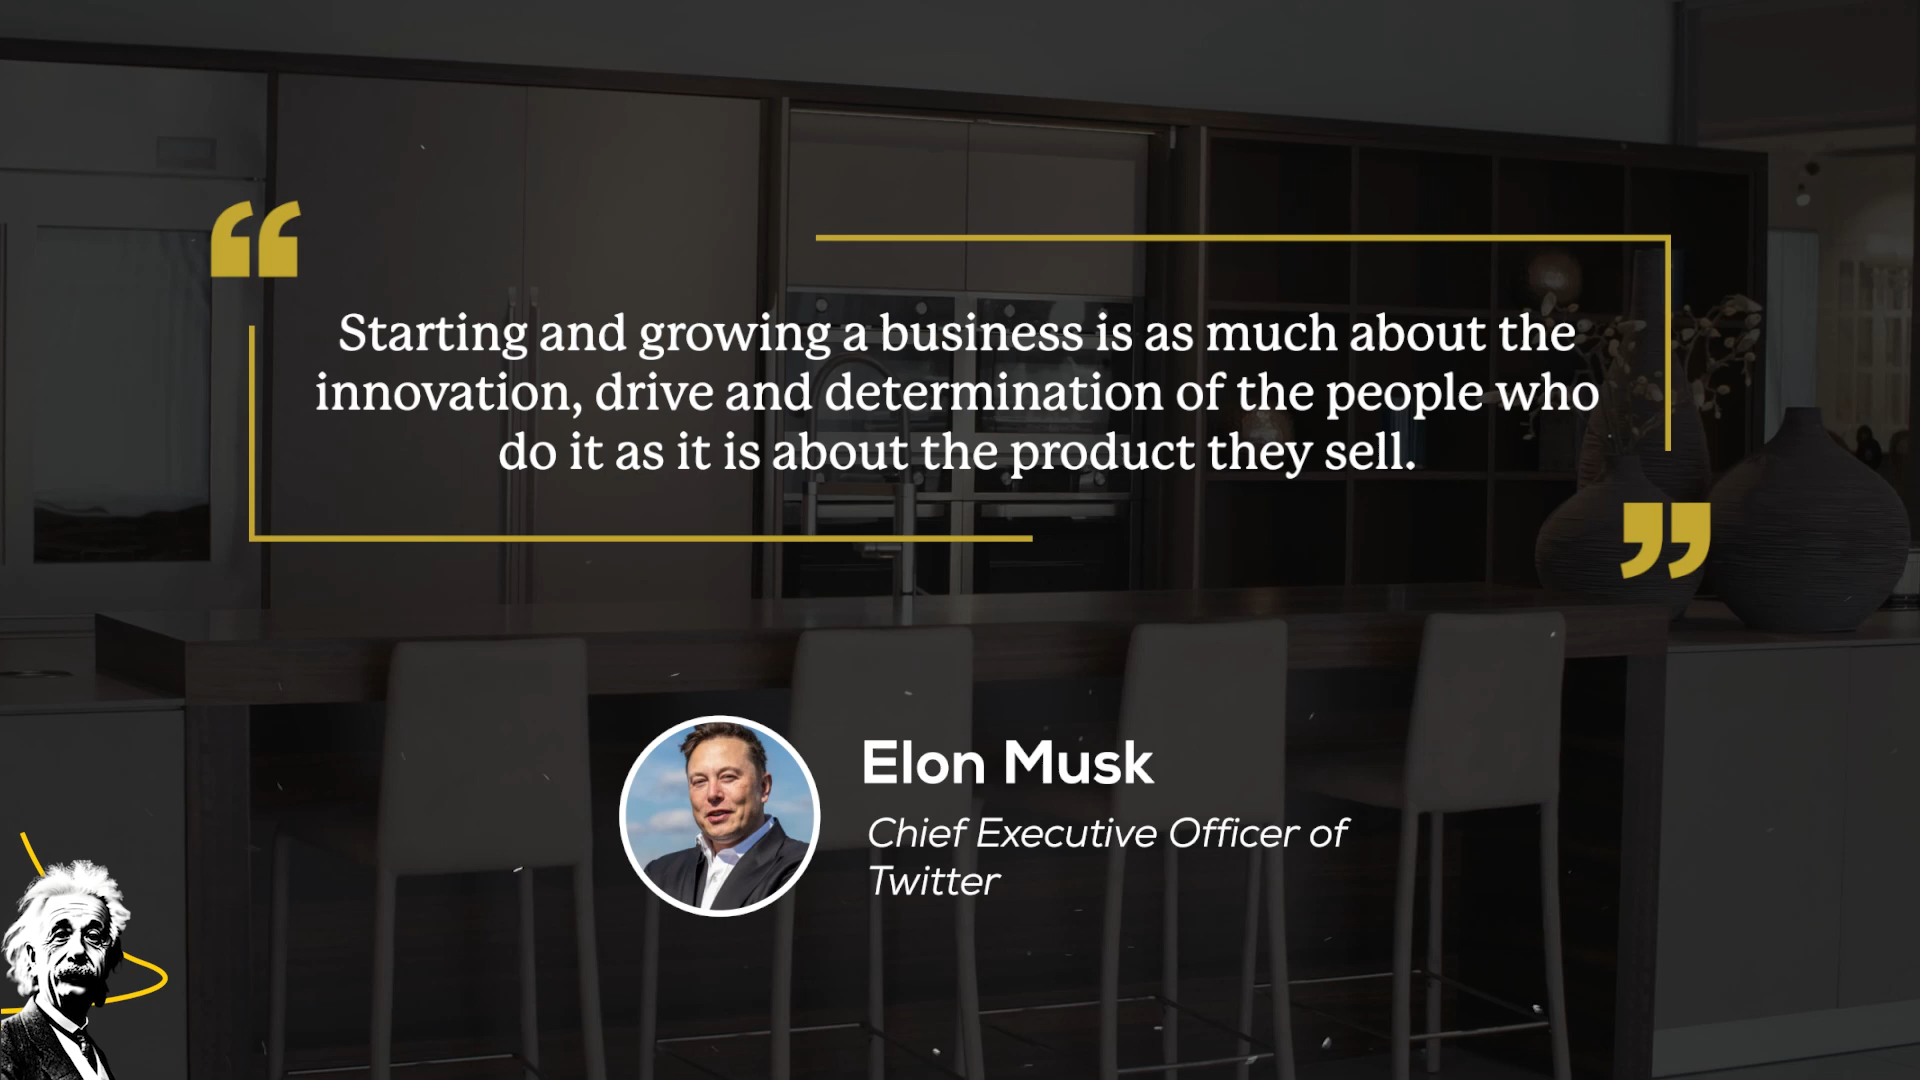 “
Starting and growing a business is as much about the
innovation, drive and determination of the people who
do it as it is about the product they sell.
”
Elon Musk
Chief Executive Officer of
Twitter